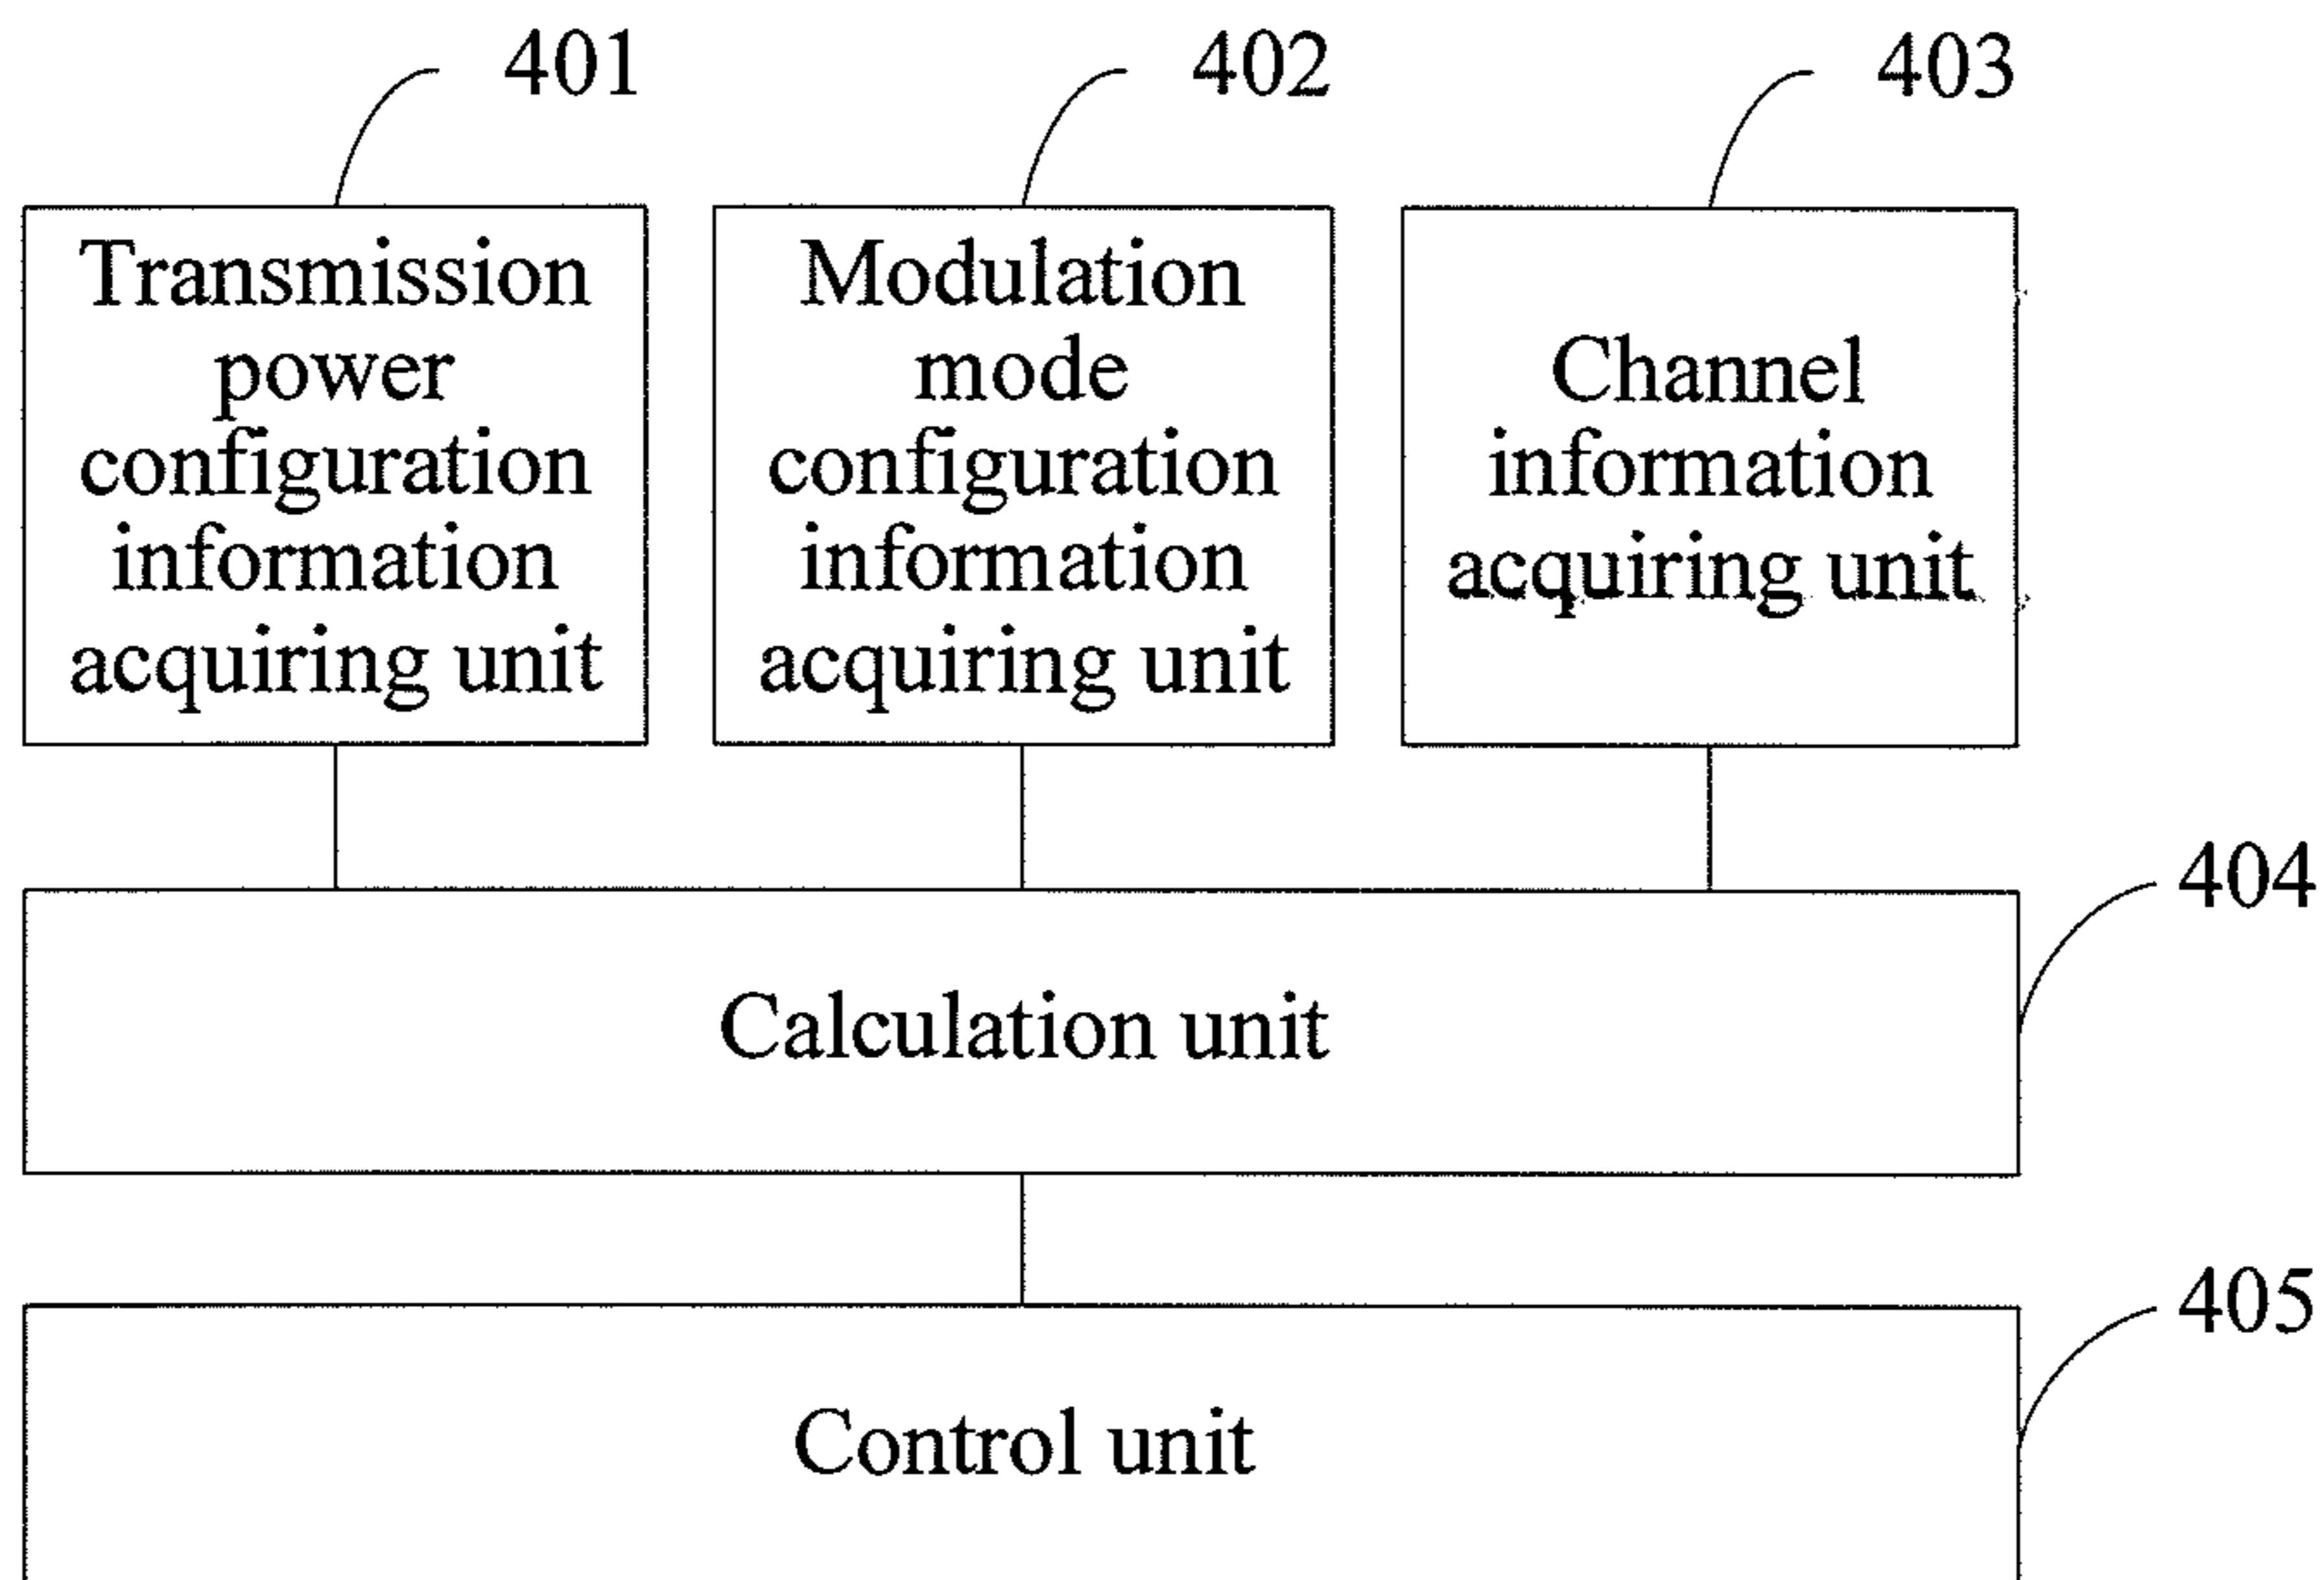 401
402
403
Transmission
power
configuration
information
acquiring unit
Modulation
mode
configuration
information
acquiring unit
Channel
information
acquiring unit
404
Calculation unit
405
Control unit